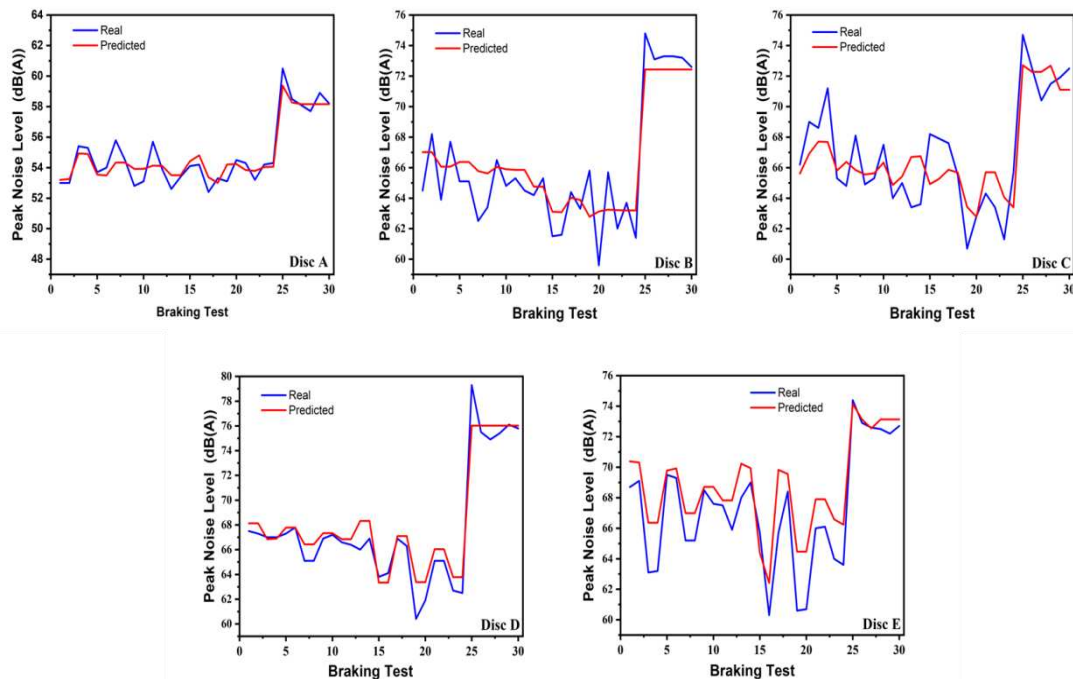 64
62
60
58
56
54
52
50
48
Peak Noise Level (dB(A))
Real
Predicted
Disc A
0 5 10 15 20 25 30
Braking Test
76
74
72
70
68
66
64
62
60
Peak Noise Level (dB(A))
Real
Predicted
Disc B
0 5 10 15 20 25 30
Braking Test
76
74
72
70
68
66
64
62
60
Peak Noise Level (dB(A))
Real
Predicted
Disc C
0 5 10 15 20 25 30
Braking Test
80
78
76
74
72
70
68
66
64
62
60
Peak Noise Level (dB(A))
Real
Predicted
Disc D
0 5 10 15 20 25 30
Braking Test
76
74
72
70
68
66
64
62
60
Peak Noise Level (dB(A))
Real
Predicted
Disc E
0 5 10 15 20 25 30
Braking Test